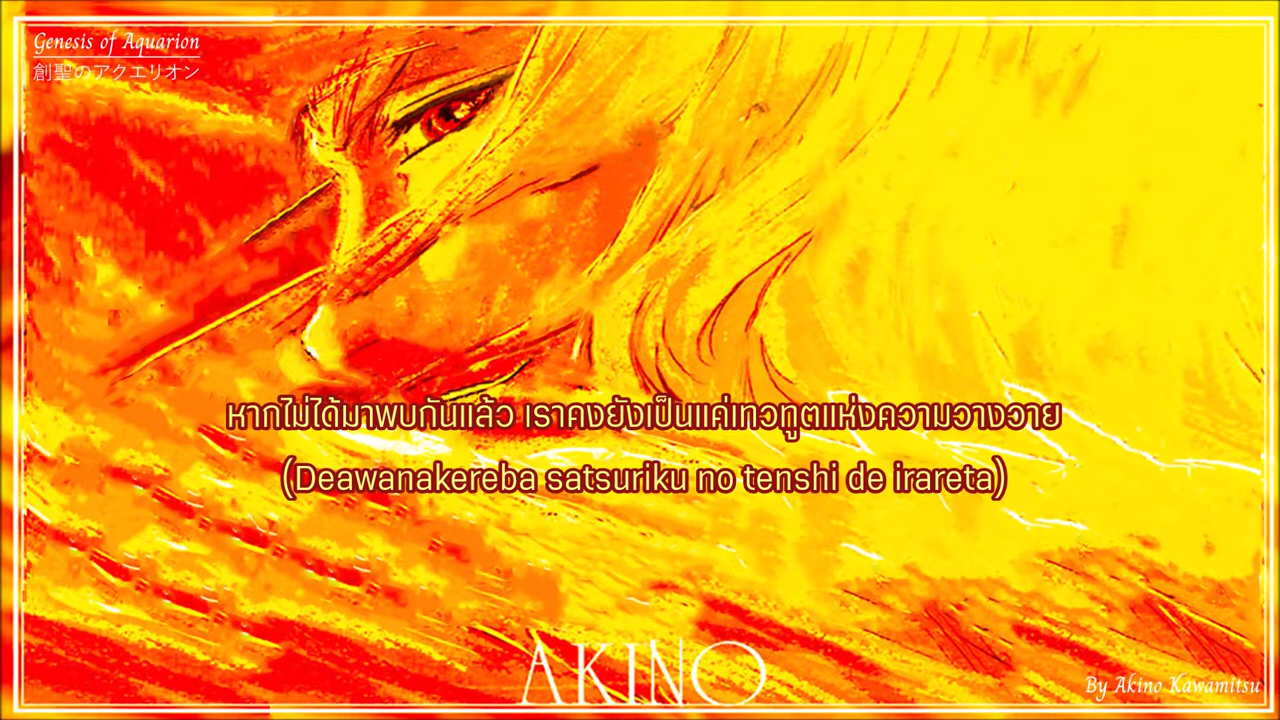 Genesis of Aquarion
創聖のアクエリオン
หากไม่ได้มาพบกันแล้ว เราคงยังเป็นแค่เทวทูตแห่งความวางวาย
(Deawanakereba satsuriku no tenshi de irareta)
AKINO
By Akino Kawamitsu